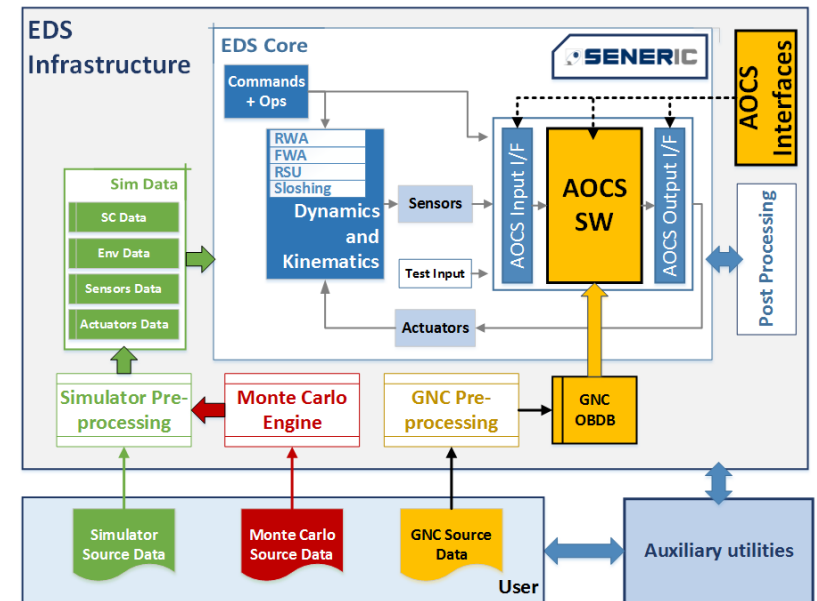 EDS
Infrastructure
EDS Core
SENERIC
AOCS
Interfaces
Commands
+ Ops
RWA
FWA
RSU
Sloshing
Dynamics
and
Kinematics
Sensors
Test Input
Actuators
AOCS Input I/F
AOCS
SW
AOCS Output I/F
Post Processing
Sim Data
SC Data
Env Data
Sensors Data
Actuators Data
Simulator Pre-
processing
Monte Carlo
Engine
GNC Pre-
processing
GNC
OBDB
Simulator
Source Data
Monte Carlo
Source Data
GNC Source
Data
User
Auxiliary utilities